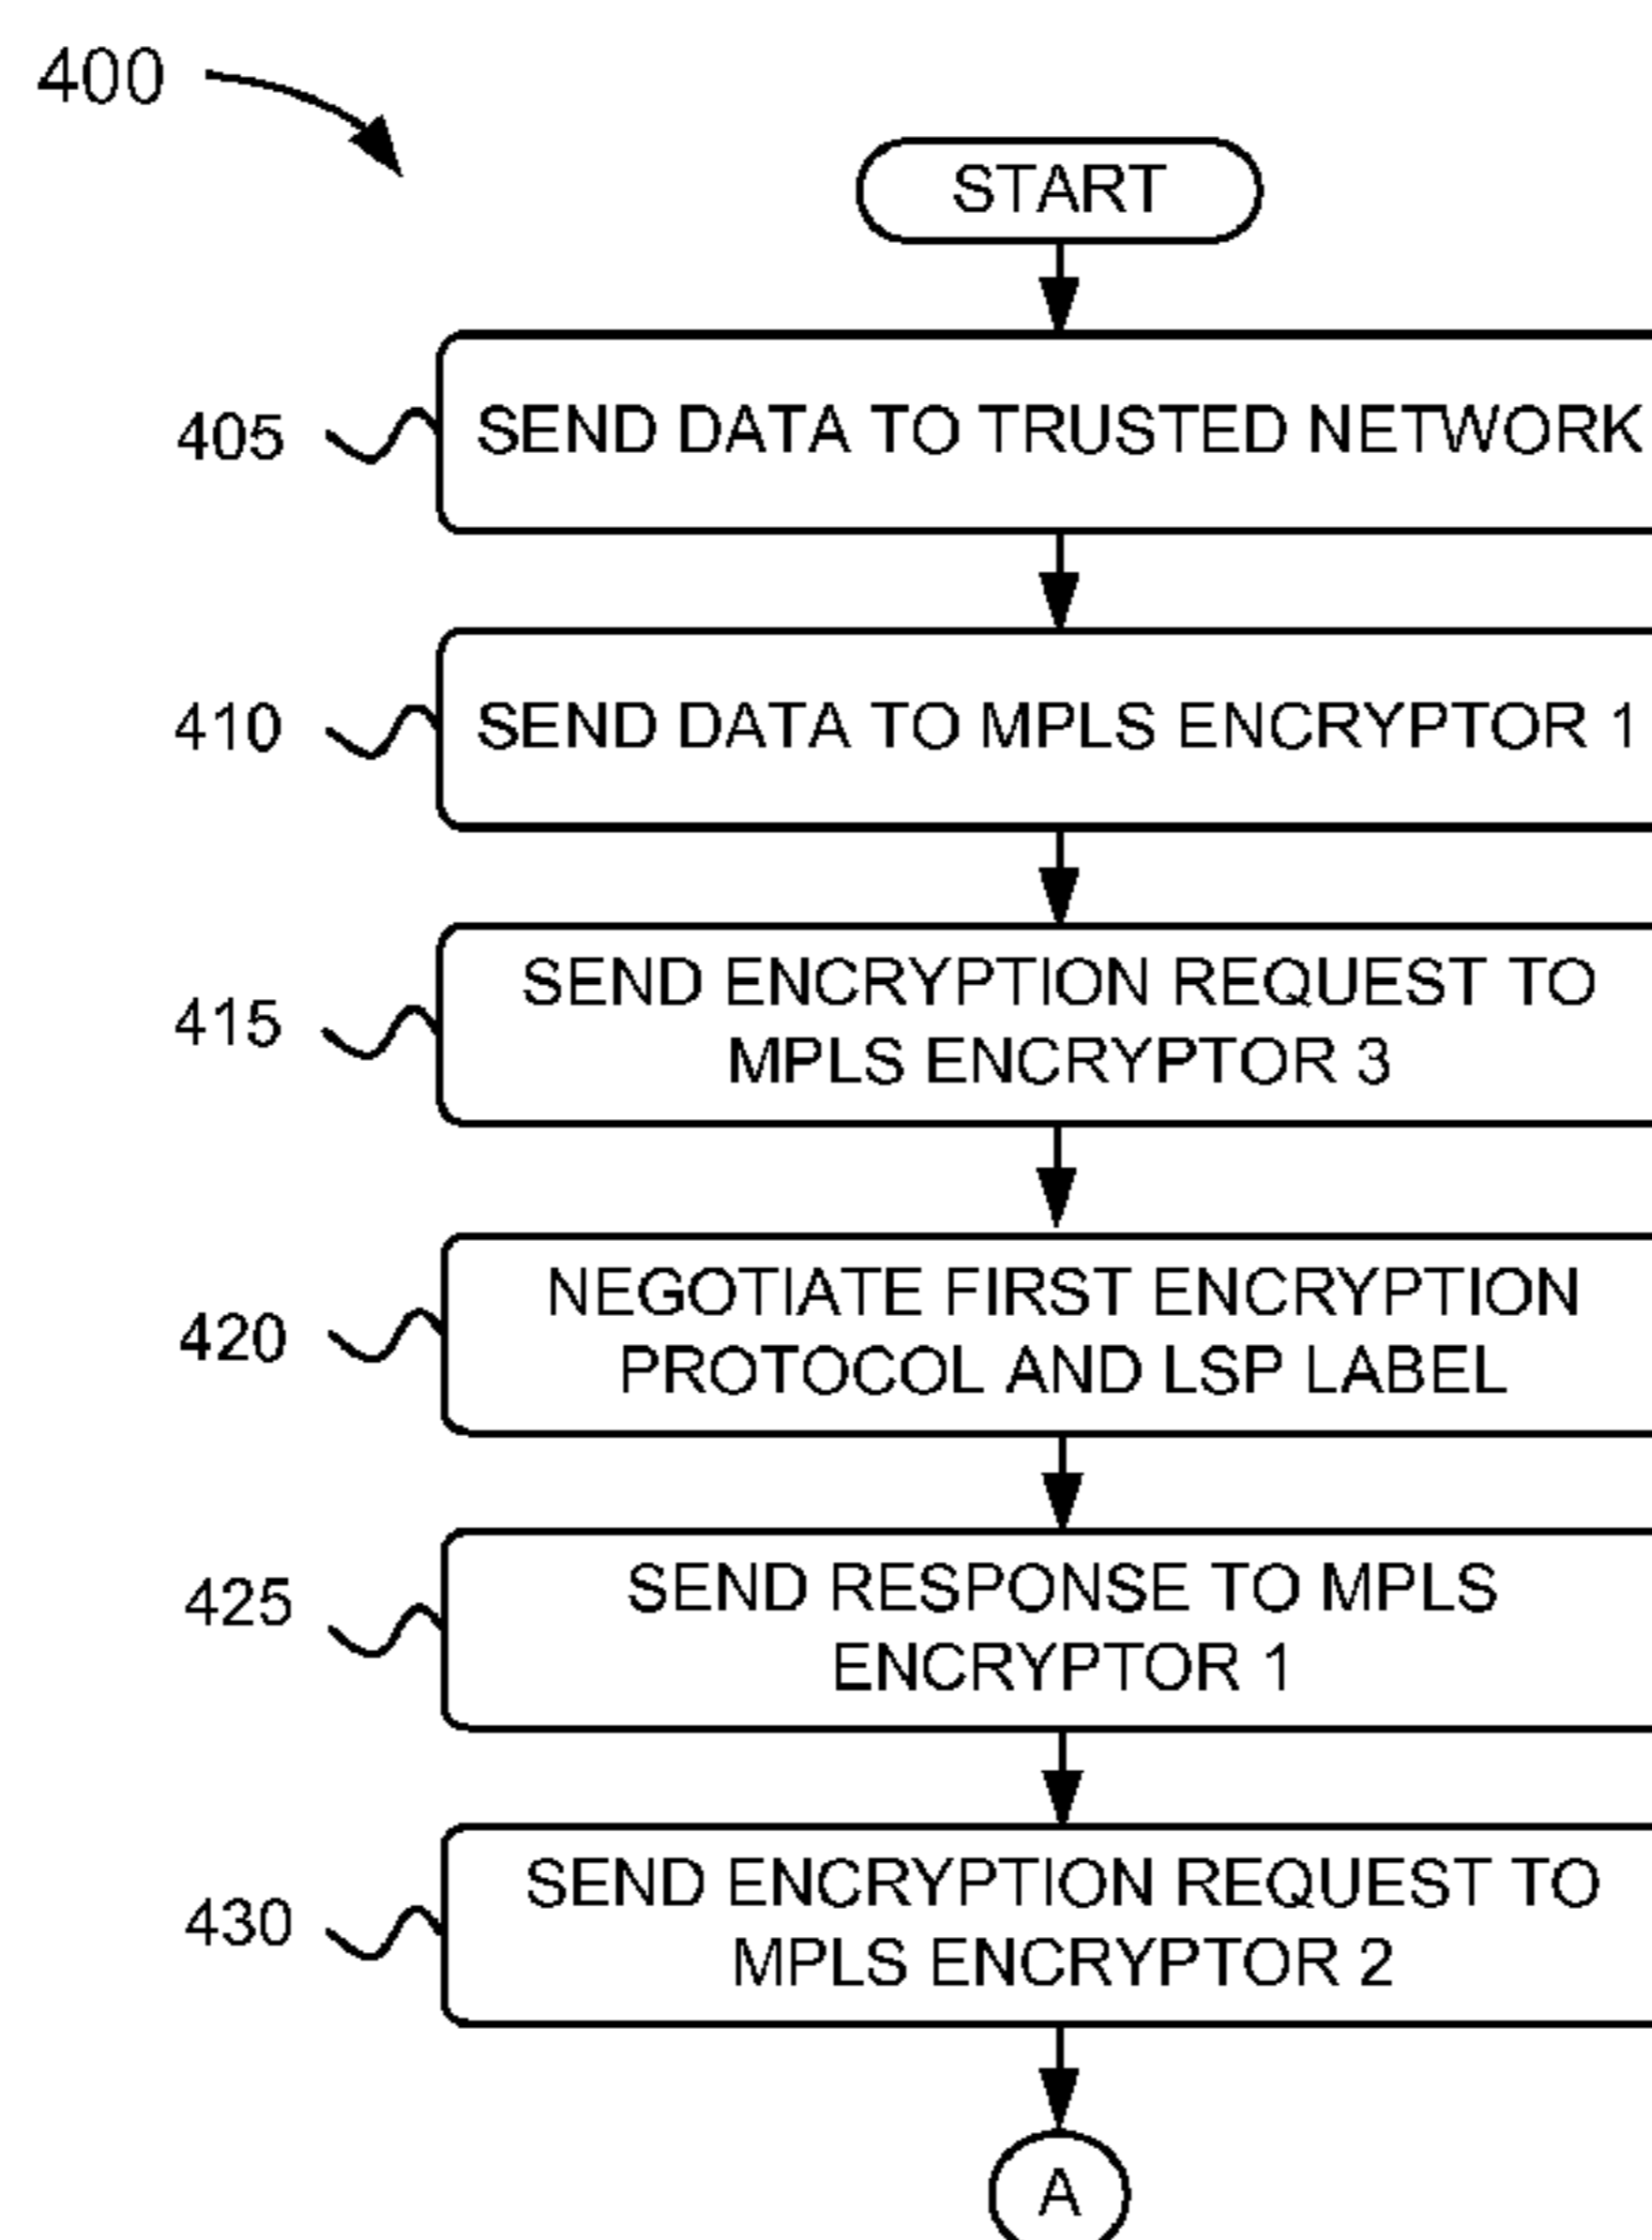 400
START
405
SEND DATA TO TRUSTED NETWORK
410
SEND DATA TO MPLS ENCRYPTOR 1
415
SEND ENCRYPTION REQUEST TO
MPLS ENCRYPTOR 3
420
NEGOTIATE FIRST ENCRYPTION
PROTOCOL AND LSP LABEL
425
SEND RESPONSE TO MPLS
ENCRYPTOR 1
430
SEND ENCRYPTION REQUEST TO
MPLS ENCRYPTOR 2
A